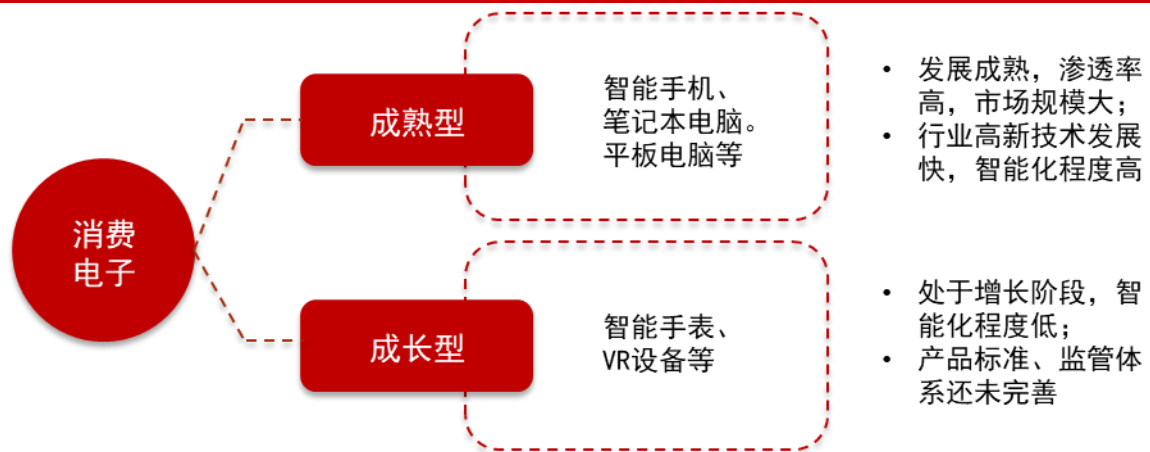 消费
电子
成熟型
智能手机、
笔记本电脑。
平板电脑等
• 发展成熟，渗透率
高，市场规模大；
• 行业高新技术发展
快，智能化程度高
成长型
智能手表、
VR设备等
• 处于增长阶段，智
能化程度低；
• 产品标准、监管体
系还未完善